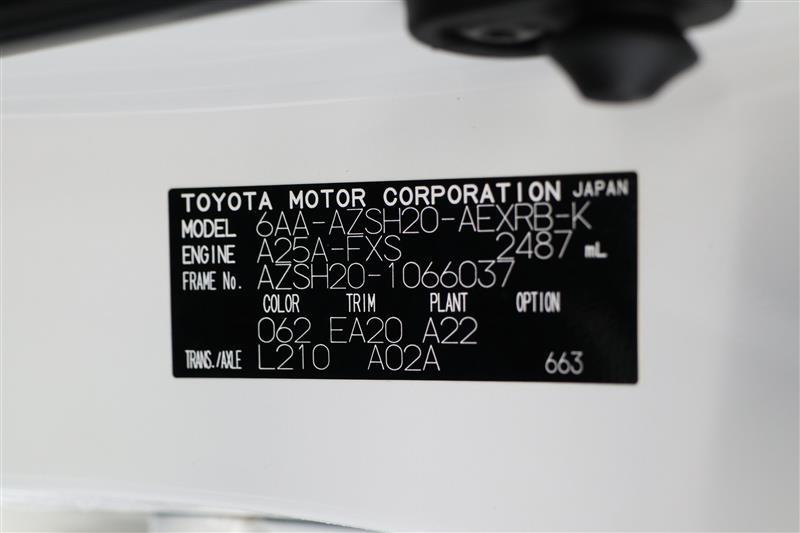 TOYOTA MOTOR CORPORATION JAPAN
MODEL 6AA-AZSH20-AEXRB-K
ENGINE A25A-FXS 2487 mL
FRAME No. AZSH20-1066037
COLOR TRIM PLANT OPTION
062 EA20 A22
TRANS./AXLE L210 A02A 663